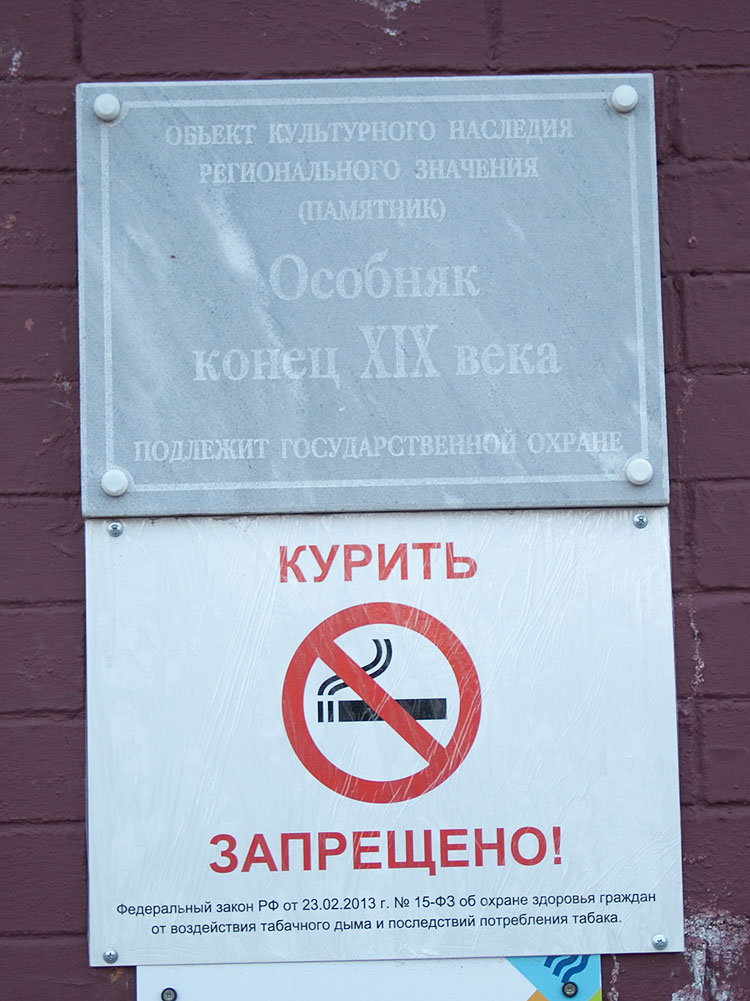 ОБЬЕКТ КУЛЬТУРНОГО НАСЛЕДИЯ
РЕГИОНАЛЬНОГО ЗНАЧЕНИЯ
(ПАМЯТНИК)
Особняк
конец XIX века
ПОДЛЕЖИТ ГОСУДАРСТВЕННОЙ ОХРАНЕ
КУРИТЬ
ЗАПРЕЩЕНО!
Федеральный закон РФ от 23.02.2013 г. № 15-ФЗ об охране здоровья граждан
от воздействия табачного дыма и последствий потребления табака.